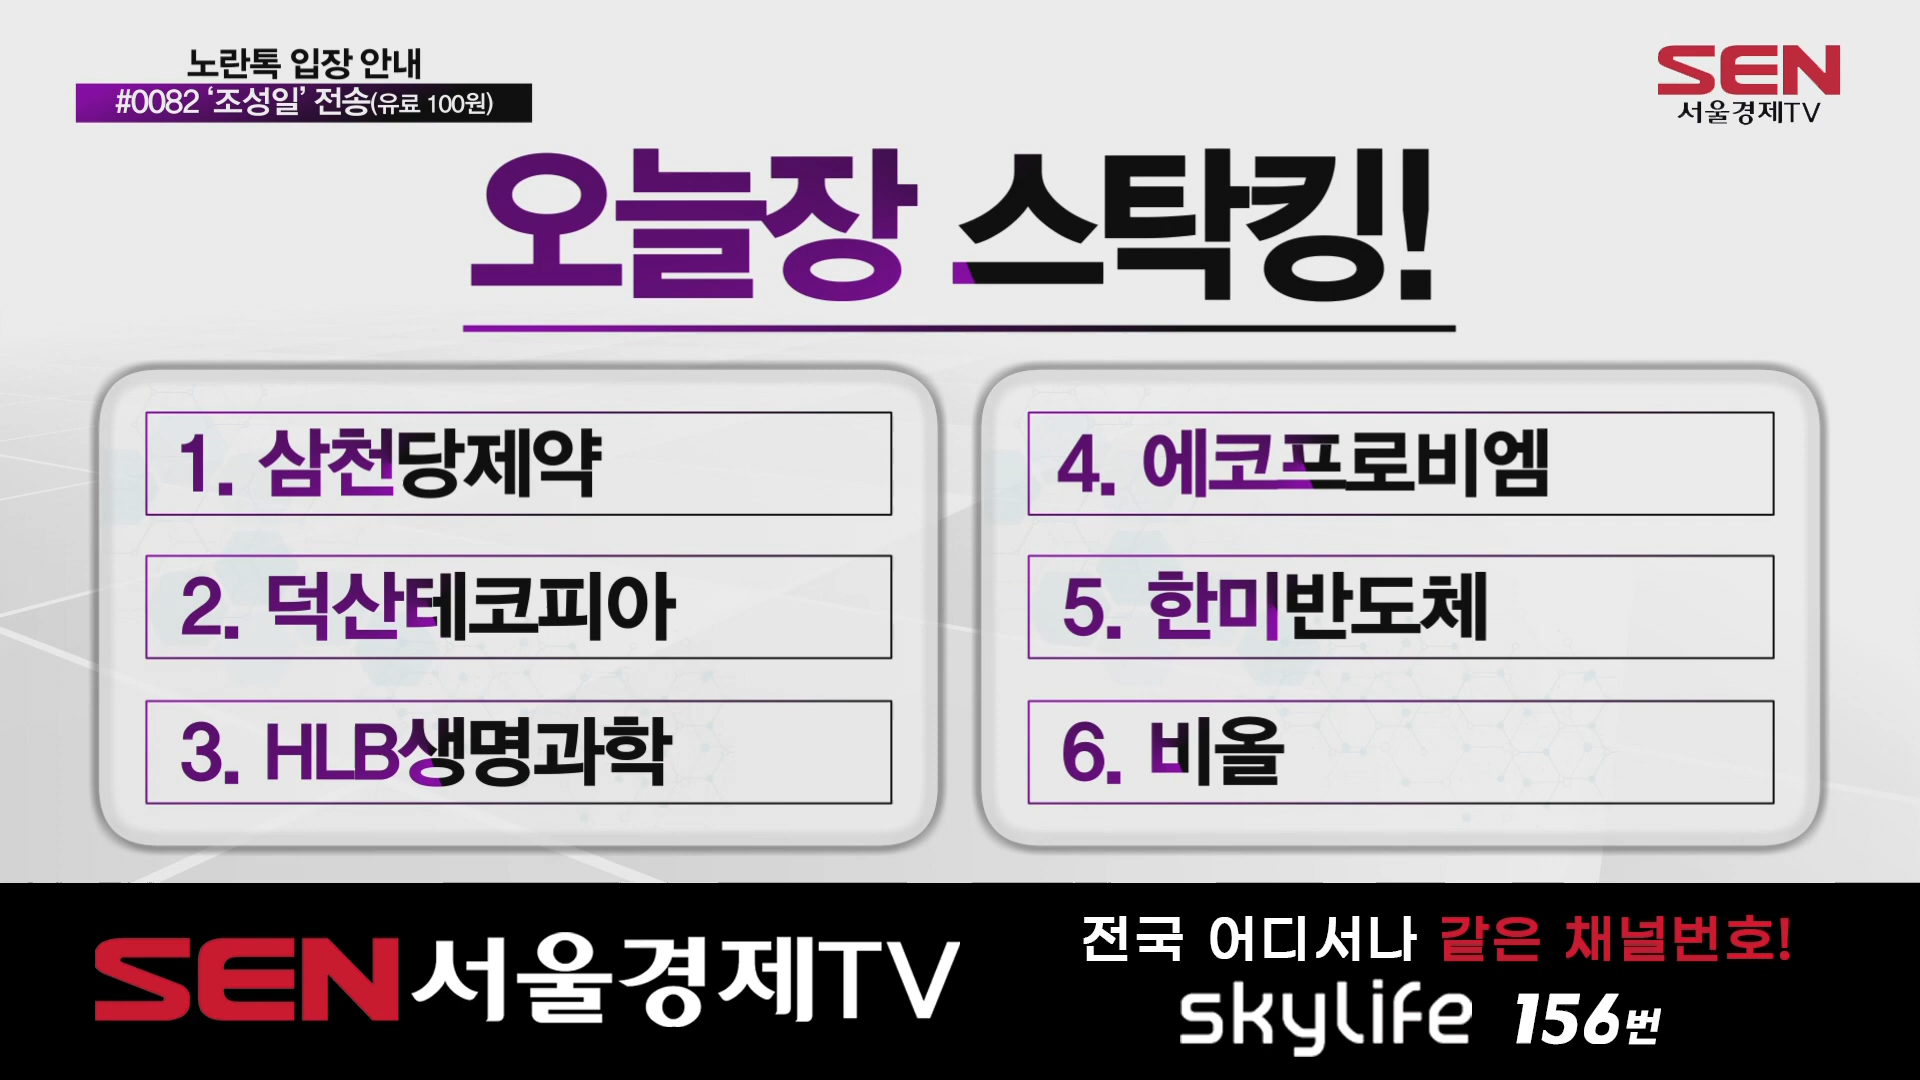 노란톡 입장 안내
#0082 ‘조성일’ 전송(유료 100원)
SEN
서울경제TV
오늘장 스탁킹!
1. 삼천당제약
2. 덕산테코피아
3. HLB생명과학
4. 에코프로비엠
5. 한미반도체
6. 비올
SEN서울경제TV
전국 어디서나 같은 채널번호!
skylife 156번